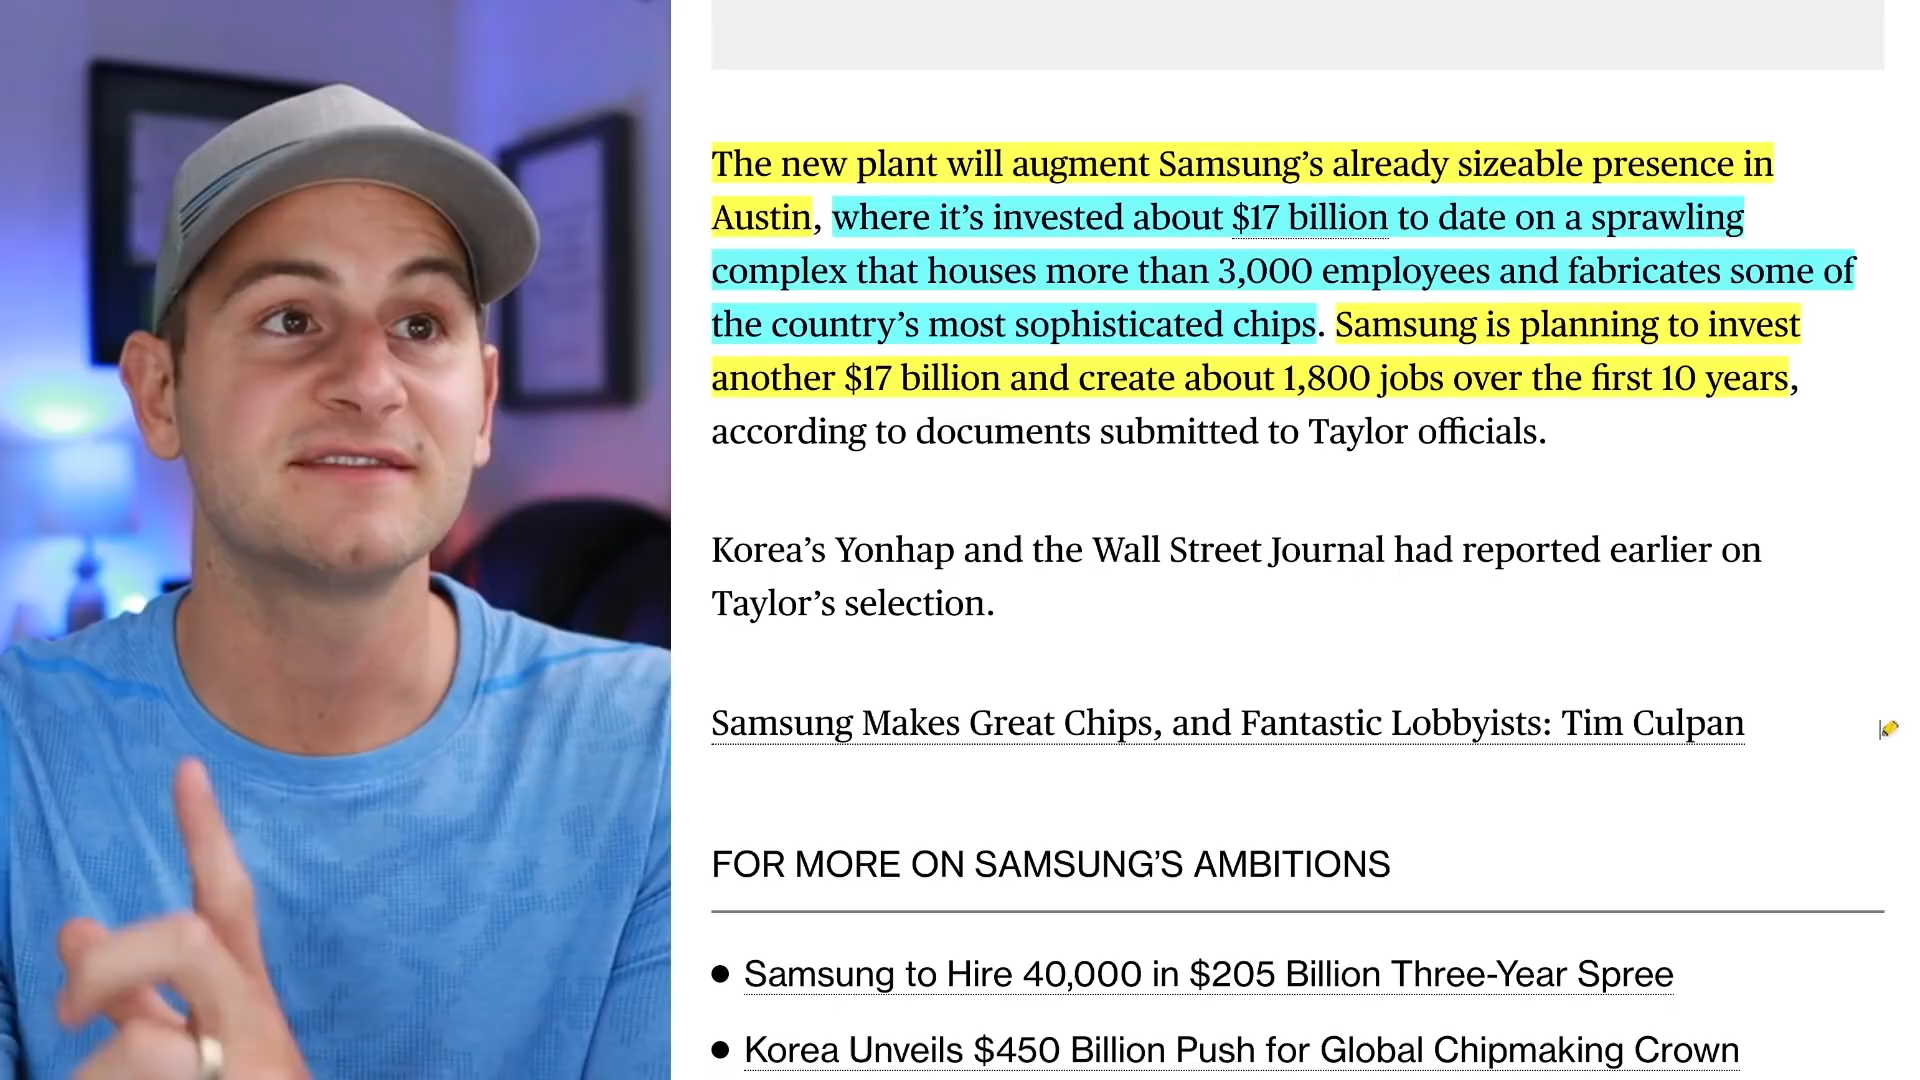 The new plant will augment Samsung’s already sizeable presence in
Austin, where it’s invested about $17 billion to date on a sprawling
complex that houses more than 3,000 employees and fabricates some of
the country’s most sophisticated chips. Samsung is planning to invest
another $17 billion and create about 1,800 jobs over the first 10 years,
according to documents submitted to Taylor officials.
Korea’s Yonhap and the Wall Street Journal had reported earlier on
Taylor’s selection.
Samsung Makes Great Chips, and Fantastic Lobbyists: Tim Culpan
FOR MORE ON SAMSUNG’S AMBITIONS
● Samsung to Hire 40,000 in $205 Billion Three-Year Spree
● Korea Unveils $450 Billion Push for Global Chipmaking Crown